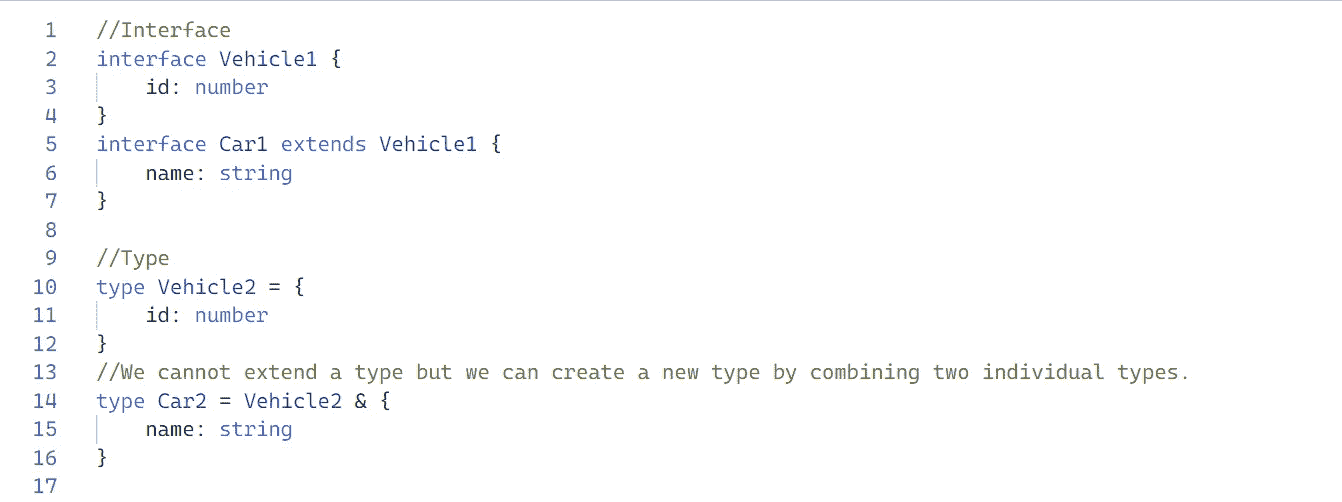 1 //Interface
2 interface Vehicle1 {
3 id: number
4 }
5 interface Car1 extends Vehicle1 {
6 name: string
7 }
8
9 //Type
10 type Vehicle2 = {
11 id: number
12 }
13 //We cannot extend a type but we can create a new type by combining two individual types.
14 type Car2 = Vehicle2 & {
15 name: string
16 }
17